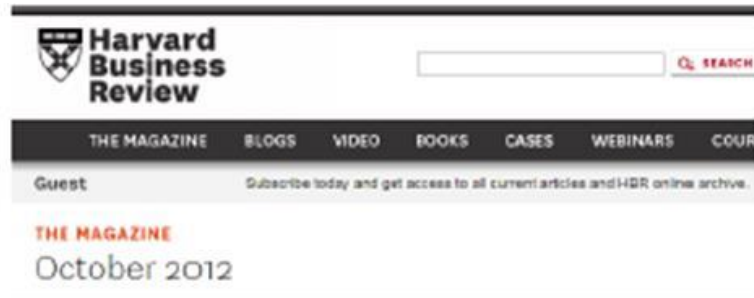 Harvard
Business
Review
SEARCH
THE MAGAZINE BLOGS VIDEO BOOKS CASES WEBINARS COUR
Guest Subscribe today and get access to all current articles and HBR online archive.
THE MAGAZINE
October 2012